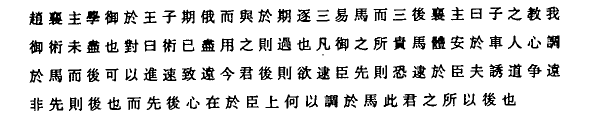 趙襄主學御於王子期俄而與於期逐三易馬而三後襄主曰子之教我
御術未盡也對曰術已盡用之則過也凡御之所貴馬體安於車人心調
於馬而後可以進速致遠今君後則欲逮臣先則恐逮於臣夫誘道争遠
非先則後也而先後心在於臣上何以調於馬此君之所以後也